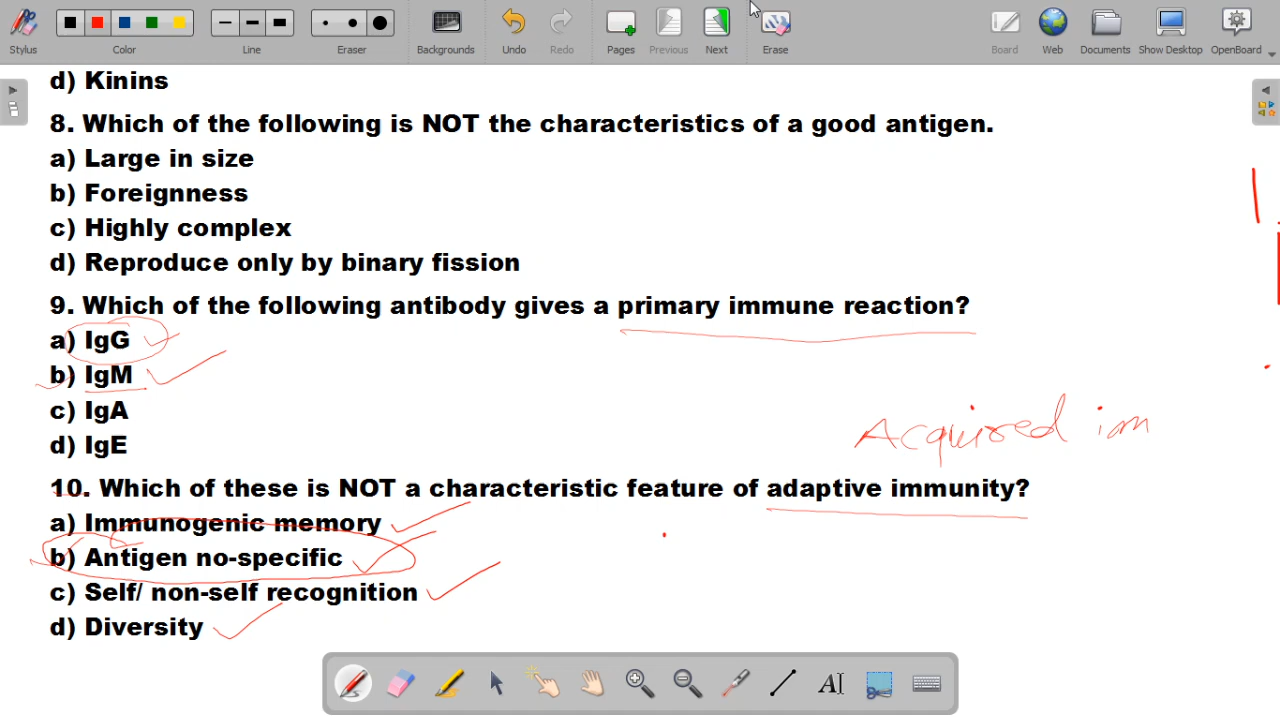 Stylus Color Line Eraser Backgrounds Undo Redo Pages Previous Next Erase Board Web Documents Show Desktop OpenBoard
d) Kinins
8. Which of the following is NOT the characteristics of a good antigen.
a) Large in size
b) Foreignness
c) Highly complex
d) Reproduce only by binary fission
9. Which of the following antibody gives a primary immune reaction?
a) IgG
b) IgM
c) IgA
d) IgE
Acquired im
10. Which of these is NOT a characteristic feature of adaptive immunity?
a) Immunogenic memory
b) Antigen no-specific
c) Self/ non-self recognition
d) Diversity
AI